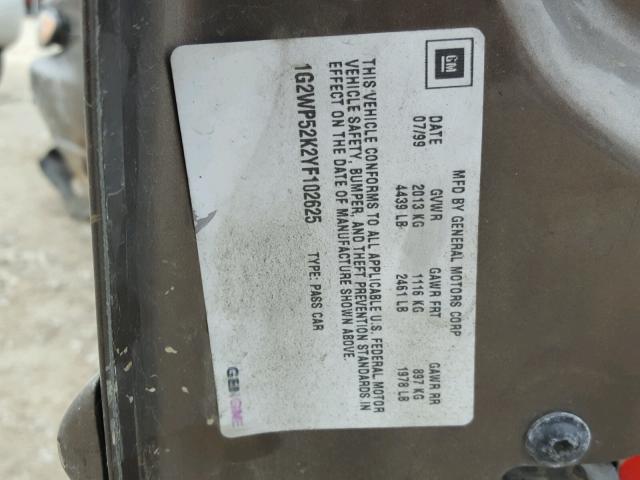 GM
MFD BY GENERAL MOTORS CORP
DATE GVWR GAWR FRT GAWR RR
07/99 2013 KG 1116 KG 897 KG
4439 LB 2461 LB 1978 LB
THIS VEHICLE CONFORMS TO ALL APPLICABLE U.S. FEDERAL MOTOR
VEHICLE SAFETY, BUMPER, AND THEFT PREVENTION STANDARDS IN
EFFECT ON THE DATE OF MANUFACTURE SHOWN ABOVE.
1G2WP52K2YF102625 TYPE: PASS CAR